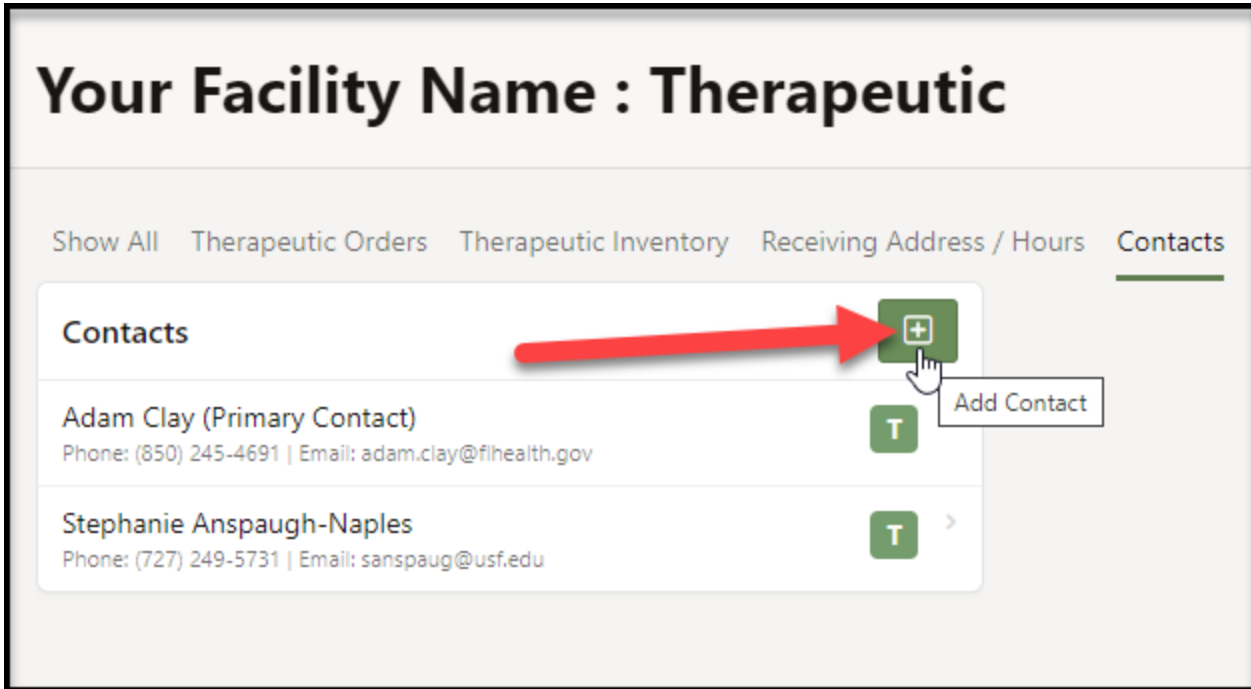 Your Facility Name : Therapeutic
Show All Therapeutic Orders Therapeutic Inventory Receiving Address / Hours Contacts
Contacts
Add Contact
Adam Clay (Primary Contact)
T
Phone: (850) 245-4691 | Email: adam.clay@flhealth.gov
Stephanie Anspaugh-Naples
T
Phone: (727) 249-5731 | Email: sanspaug@usf.edu